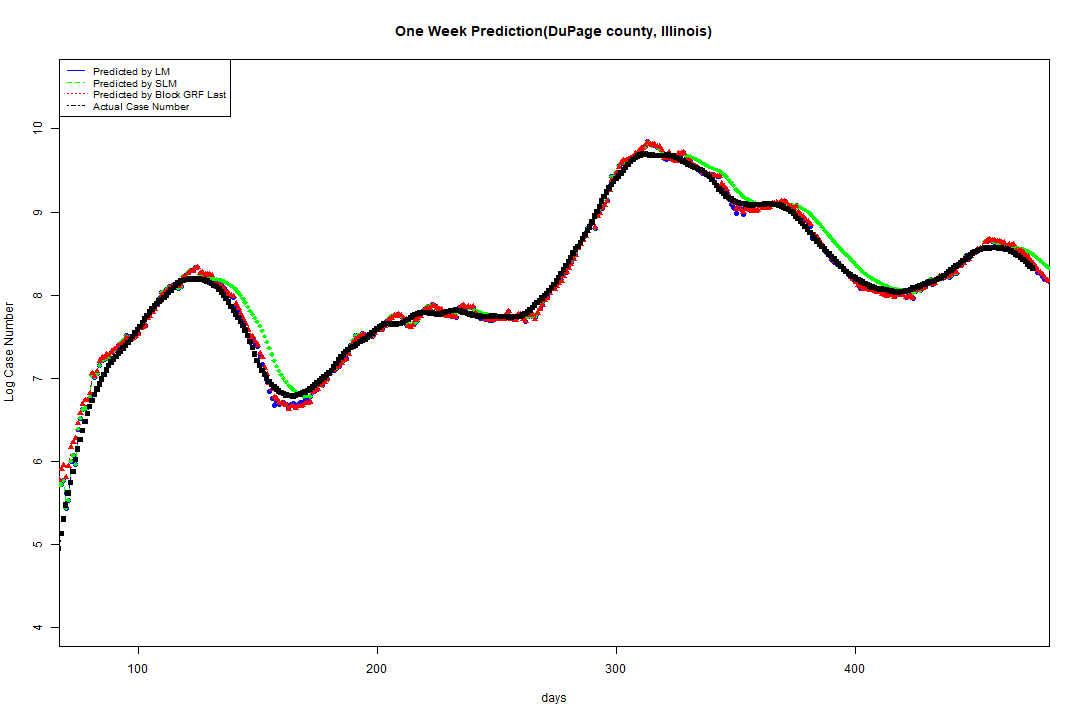 One Week Prediction(DuPage county, Illinois)
Predicted by LM
Predicted by SLM
Predicted by Block GRF Last
Actual Case Number
10
9
8
7
6
5
4
Log Case Number
100
200
300
400
days